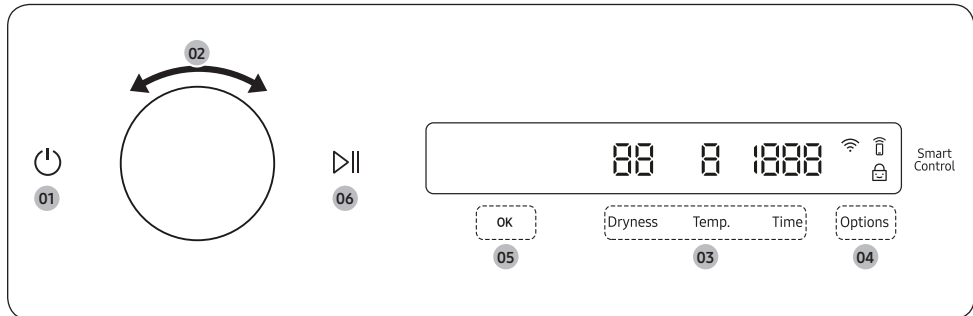 02
01
06
88 8 1888
Smart
Control
OK
Dryness Temp. Time
Options
05
03
04